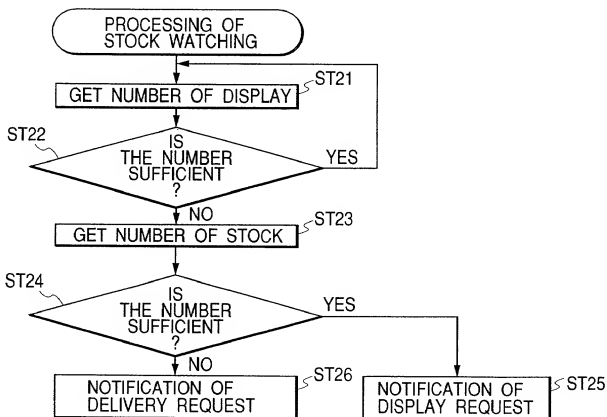 PROCESSING OF
STOCK WATCHING
GET NUMBER OF DISPLAY
ST21
ST22
IS
THE NUMBER
SUFFICIENT
?
YES
NO
GET NUMBER OF STOCK
ST23
ST24
IS
THE NUMBER
SUFFICIENT
?
YES
NO
NOTIFICATION OF
DELIVERY REQUEST
ST26
NOTIFICATION OF
DISPLAY REQUEST
ST25